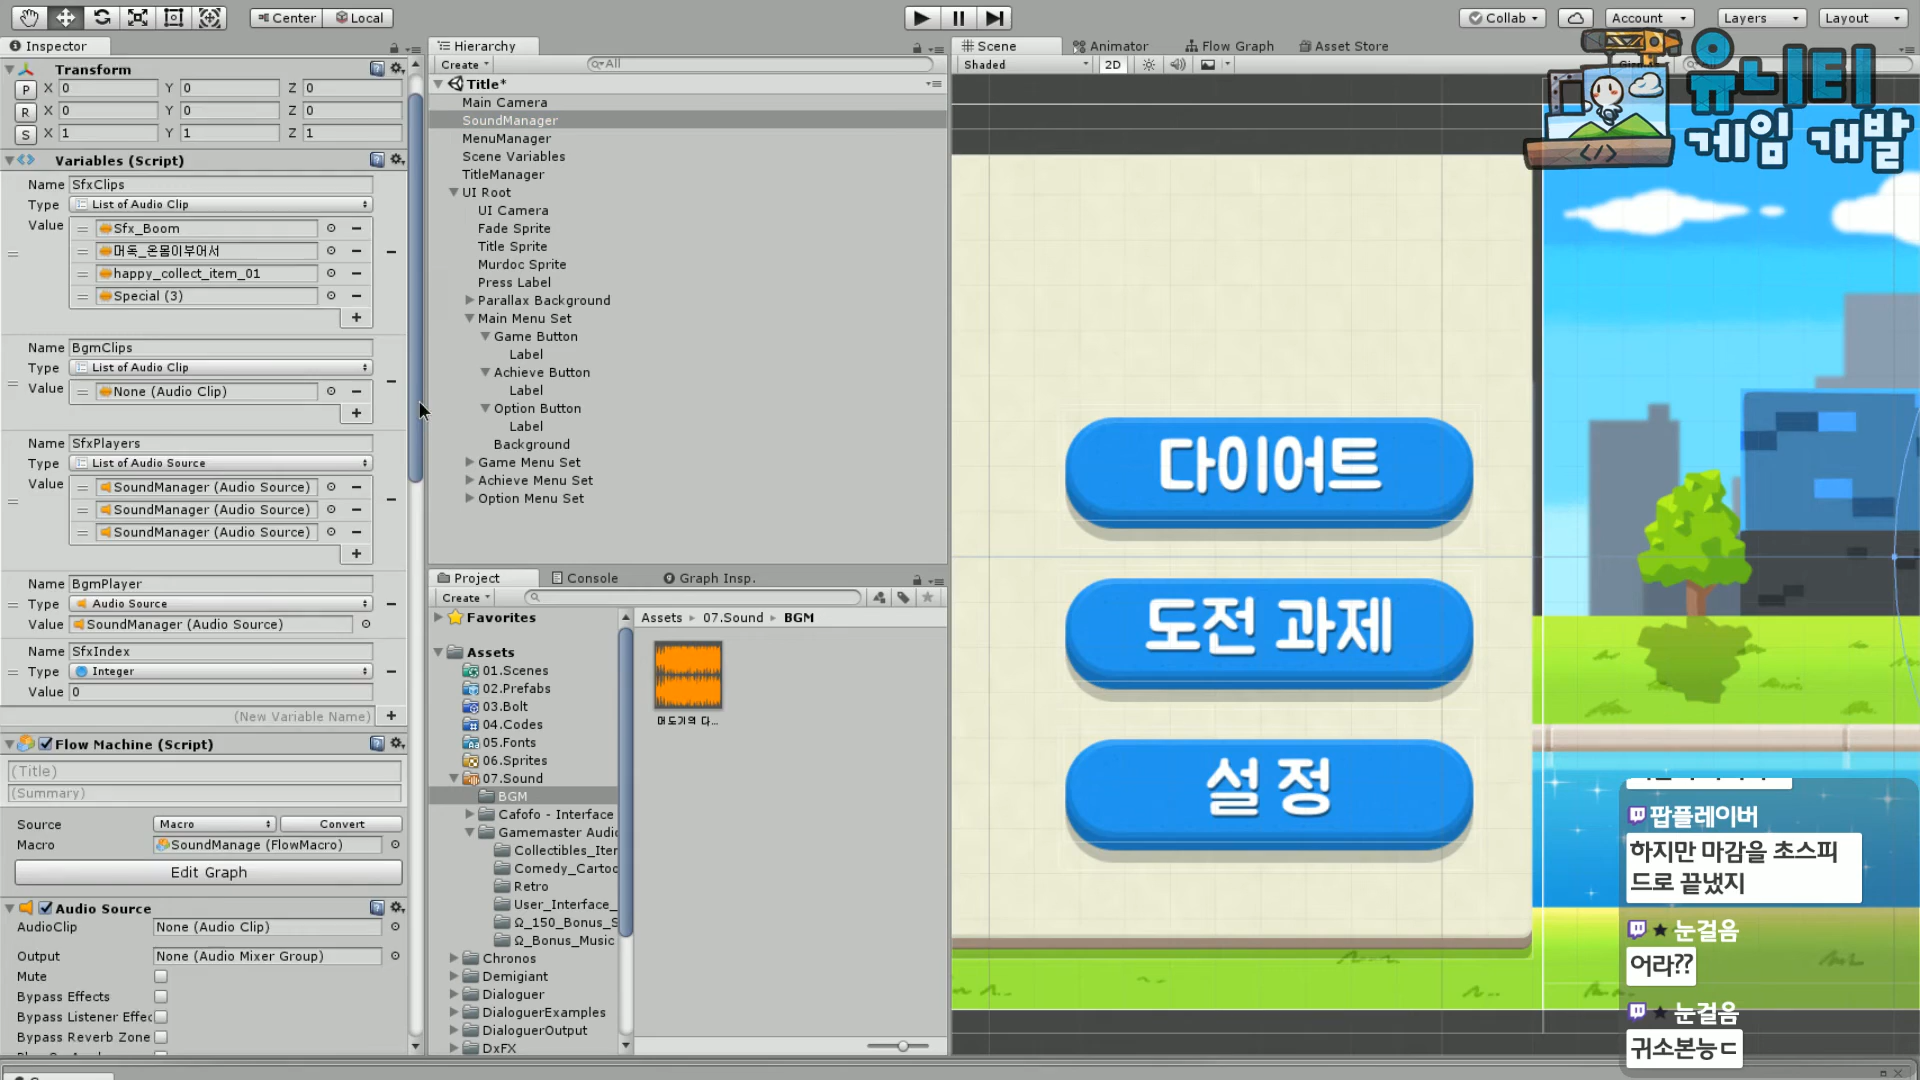 Center
Local
Collab
Account
Layers
Layout
Inspector
Transform
P X 0 Y 0 Z 0
R X 0 Y 0 Z 0
S X 1 Y 1 Z 1
Variables (Script)
Name SfxClips
Type List of Audio Clip
Value
Sfx_Boom
머독_온몸이부어서
happy_collect_item_01
Special (3)
Name BgmClips
Type List of Audio Clip
Value None (Audio Clip)
Name SfxPlayers
Type List of Audio Source
Value SoundManager (Audio Source)
SoundManager (Audio Source)
SoundManager (Audio Source)
Name BgmPlayer
Type Audio Source
Value SoundManager (Audio Source)
Name SfxIndex
Type Integer
Value 0
(New Variable Name)
Flow Machine (Script)
(Title)
(Summary)
Source Macro Convert
Macro SoundManage (FlowMacro)
Edit Graph
Audio Source
AudioClip None (Audio Clip)
Output None (Audio Mixer Group)
Mute
Bypass Effects
Bypass Listener Effec
Bypass Reverb Zone
Hierarchy
Create All
Title*
Main Camera
SoundManager
MenuManager
Scene Variables
TitleManager
UI Root
UI Camera
Fade Sprite
Title Sprite
Murdoc Sprite
Press Label
Parallax Background
Main Menu Set
Game Button
Label
Achieve Button
Label
Option Button
Label
Background
Game Menu Set
Achieve Menu Set
Option Menu Set
Project
Console
Graph Insp.
Create
Favorites
Assets
01.Scenes
02.Prefabs
03.Bolt
04.Codes
05.Fonts
06.Sprites
07.Sound
BGM
Cafofo - Interface
Gamemaster Audio
Collectibles_Iter
Comedy_Cartoo
Retro
User_Interface_
Ω_150_Bonus_S
Ω_Bonus_Music
Chronos
Demigiant
Dialoguer
DialoguerExamples
DialoguerOutput
DxFX
Assets 07.Sound BGM
머도기의 다...
Scene
Animator
Flow Graph
Asset Store
Shaded
2D
유니티
게임 개발
</>
다이어트
도전 과제
설 정
팝플레이버
하지만 마감을 초스피
드로 끝냈지
눈걸음
어라??
눈걸음
귀소본능ㄷ